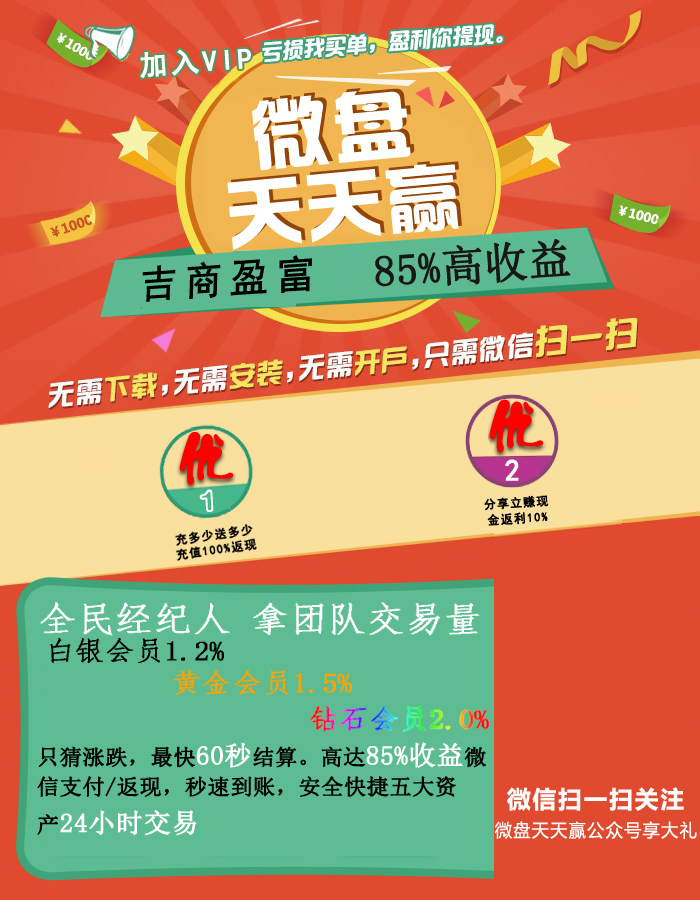 ¥1000
加入VIP 亏损我买单，盈利你提现。
微盘
天天赢
¥1000
¥1000
吉商盈富 85%高收益
无需下载，无需安装，无需开户，只需微信扫一扫
优
1
充多少送多少
充值100%返现
优
2
分享立赚现
金返利10%
全民经纪人 拿团队交易量
白银会员1.2%
黄金会员1.5%
钻石会员2.0%
只猜涨跌，最快60秒结算。高达85%收益微
信支付/返现，秒速到账，安全快捷五大资
产24小时交易
微信扫一扫关注
微盘天天赢公众号享大礼